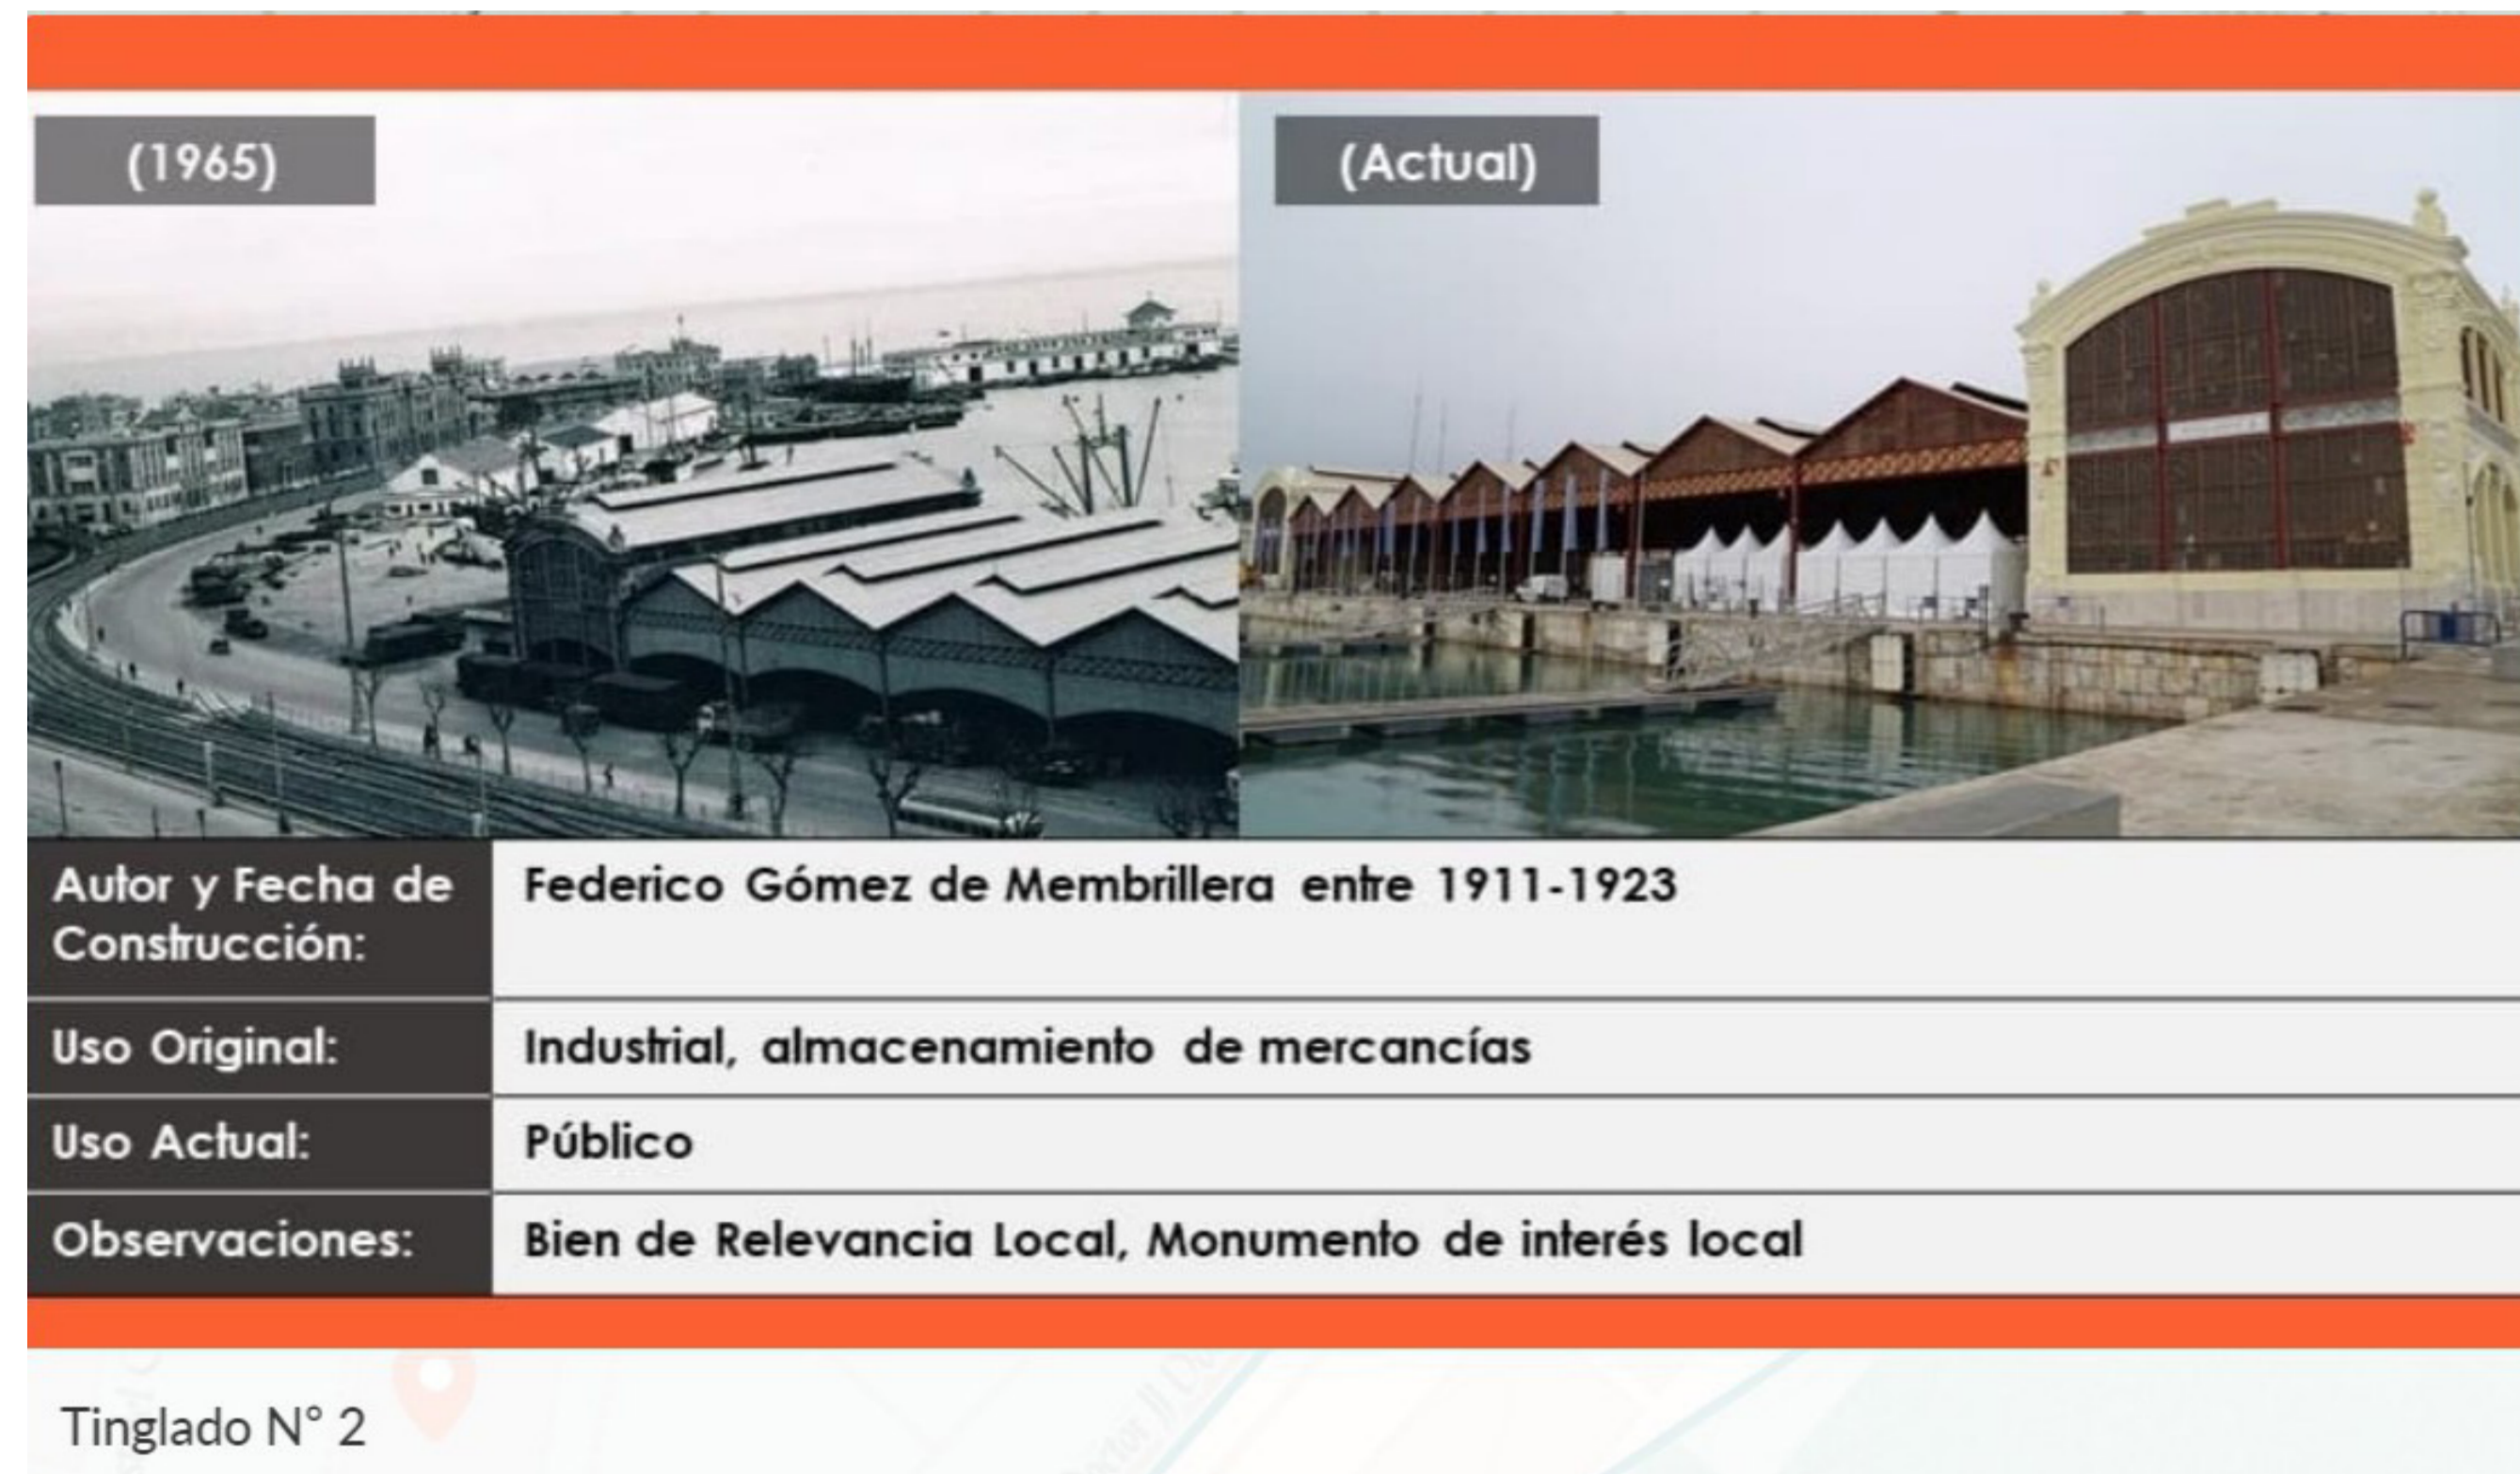 (1965)
(Actual)
Autor y Fecha de
Construcción:
Federico Gómez de Membrillera entre 1911-1923
Uso Original:
Industrial, almacenamiento de mercancías
Uso Actual:
Público
Observaciones:
Bien de Relevancia Local, Monumento de interés local
Tinglado N° 2